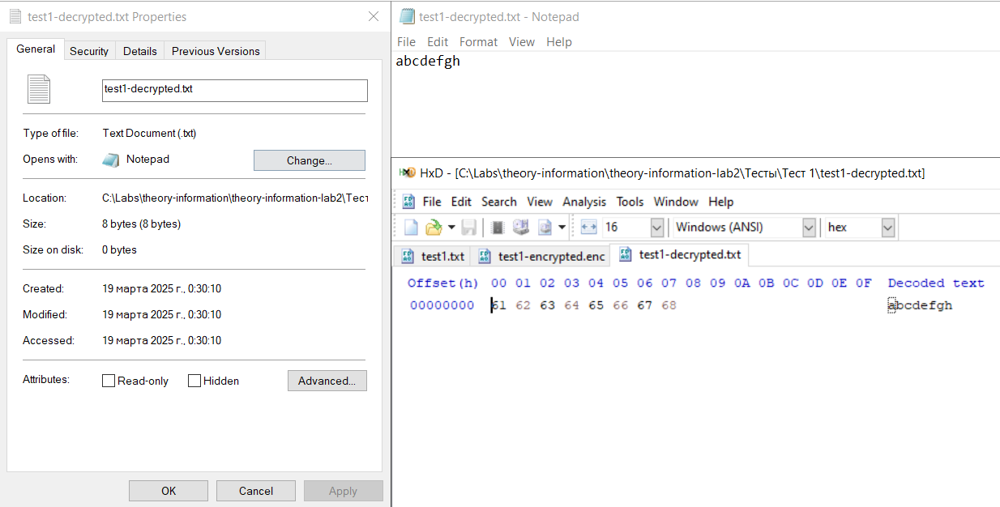 test1-decrypted.txt Properties
General Security Details Previous Versions
test1-decrypted.txt
Type of file: Text Document (.txt)
Opens with: Notepad Change...
Location: C:\Labs\theory-information\theory-information-lab2\Тест
Size: 8 bytes (8 bytes)
Size on disk: 0 bytes
Created: 19 марта 2025 г., 0:30:10
Modified: 19 марта 2025 г., 0:30:10
Accessed: 19 марта 2025 г., 0:30:10
Attributes: Read-only Hidden Advanced...
OK Cancel Apply
test1-decrypted.txt - Notepad
File Edit Format View Help
abcdefgh
HxD - [C:\Labs\theory-information\theory-information-lab2\Тесты\Тест 1\test1-decrypted.txt]
File Edit Search View Analysis Tools Window Help
16 Windows (ANSI) hex
test1.txt test1-encrypted.enc test1-decrypted.txt
Offset(h) 00 01 02 03 04 05 06 07 08 09 0A 0B 0C 0D 0E 0F Decoded text
00000000 61 62 63 64 65 66 67 68 abcdefgh